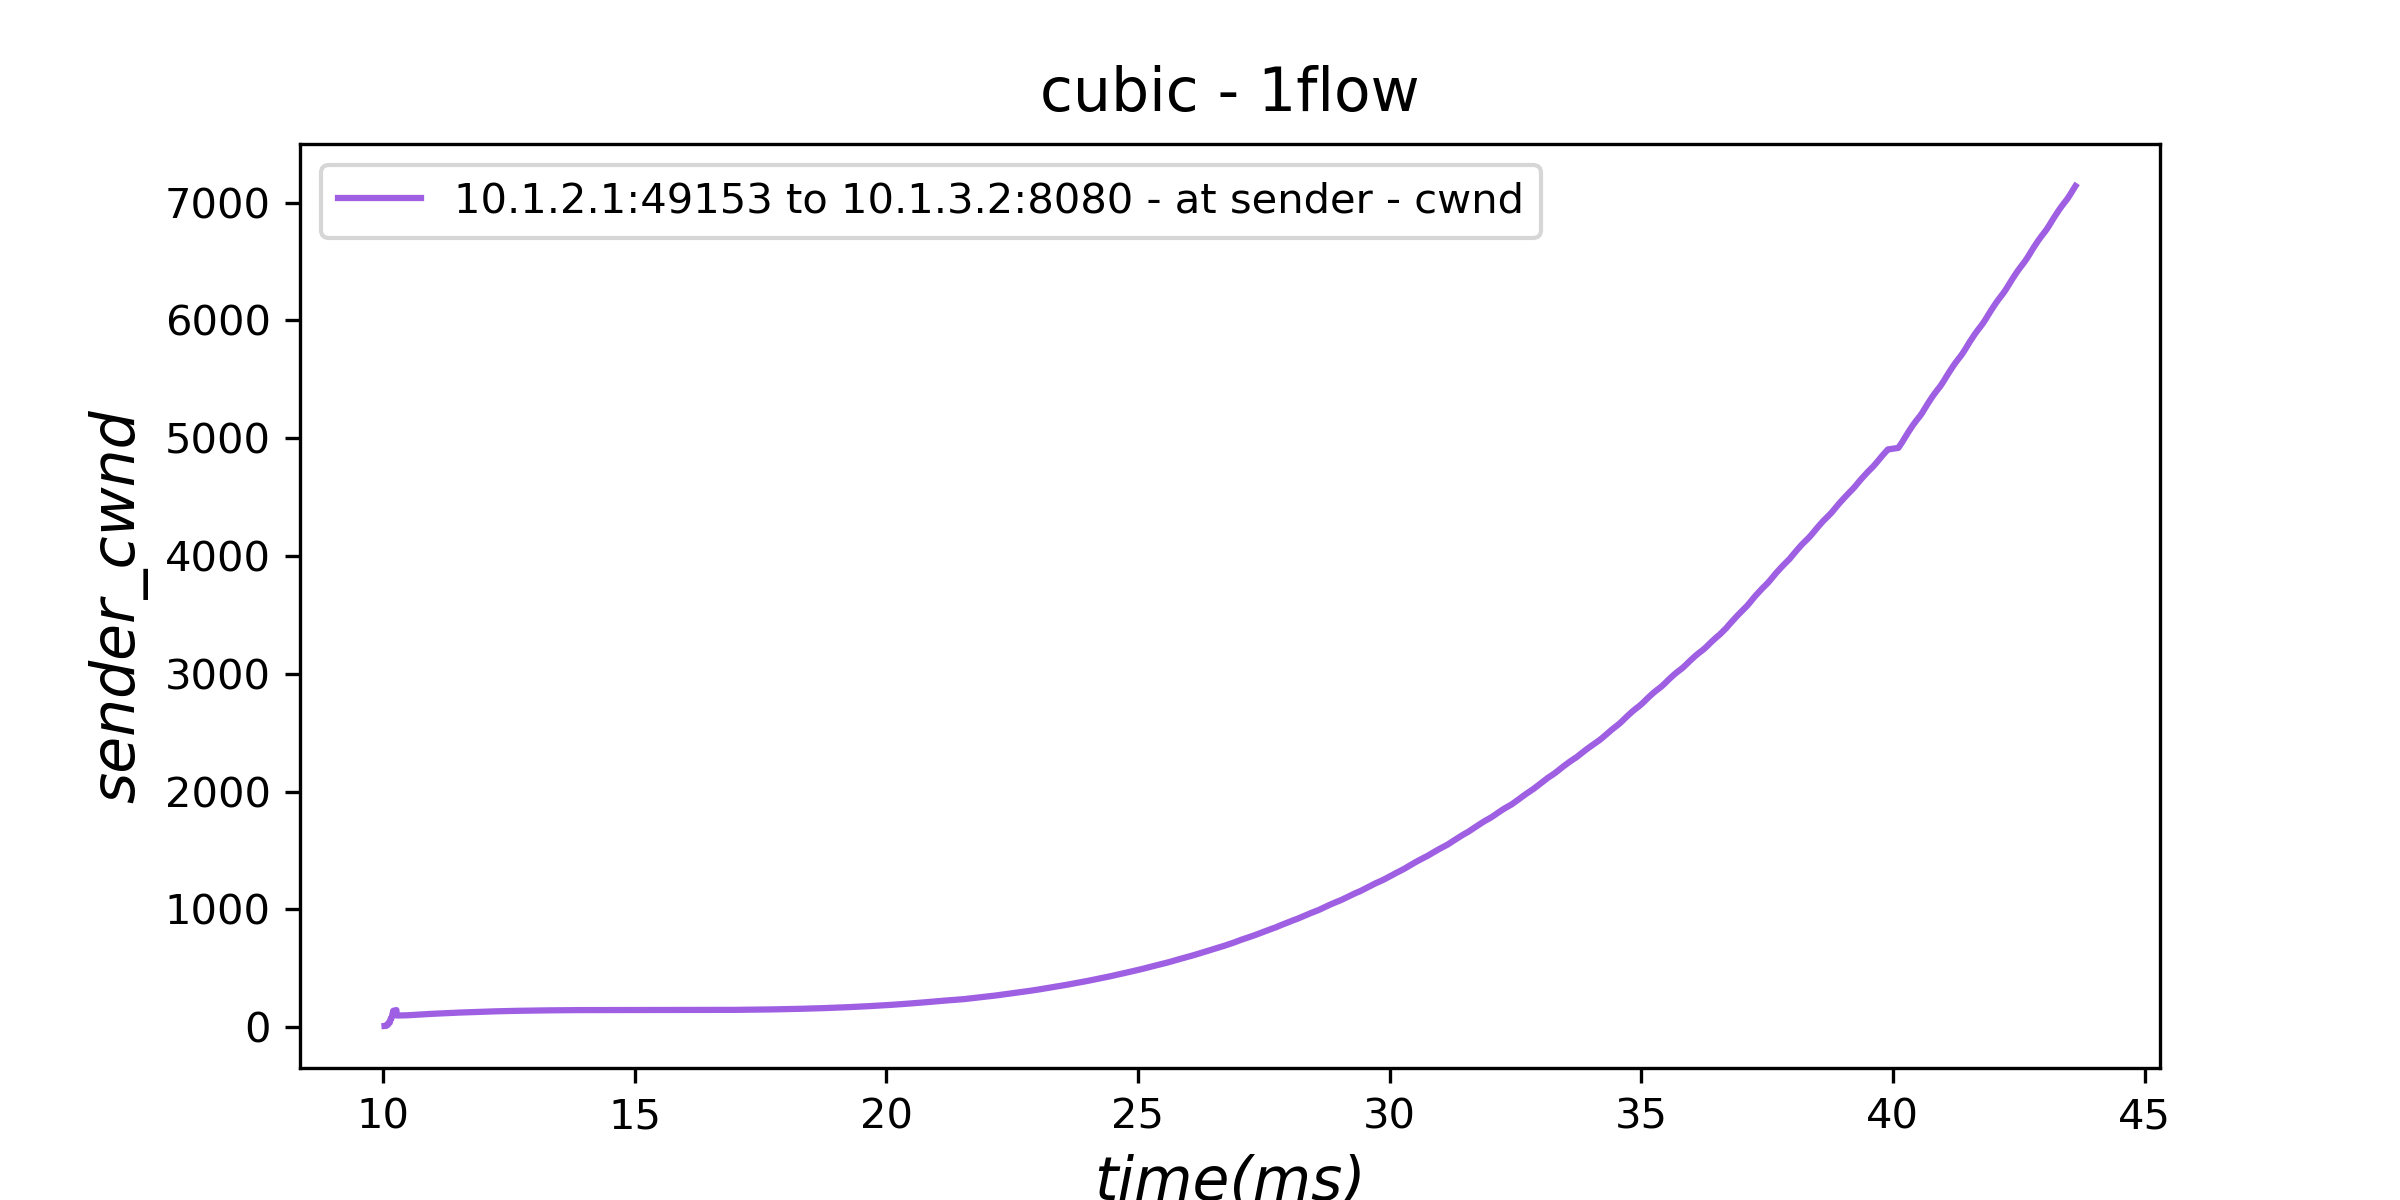 cubic - 1flow
10.1.2.1:49153 to 10.1.3.2:8080 - at sender - cwnd
sender_cwnd
7000
6000
5000
4000
3000
2000
1000
0
10 15 20 25 30 35 40 45
time(ms)